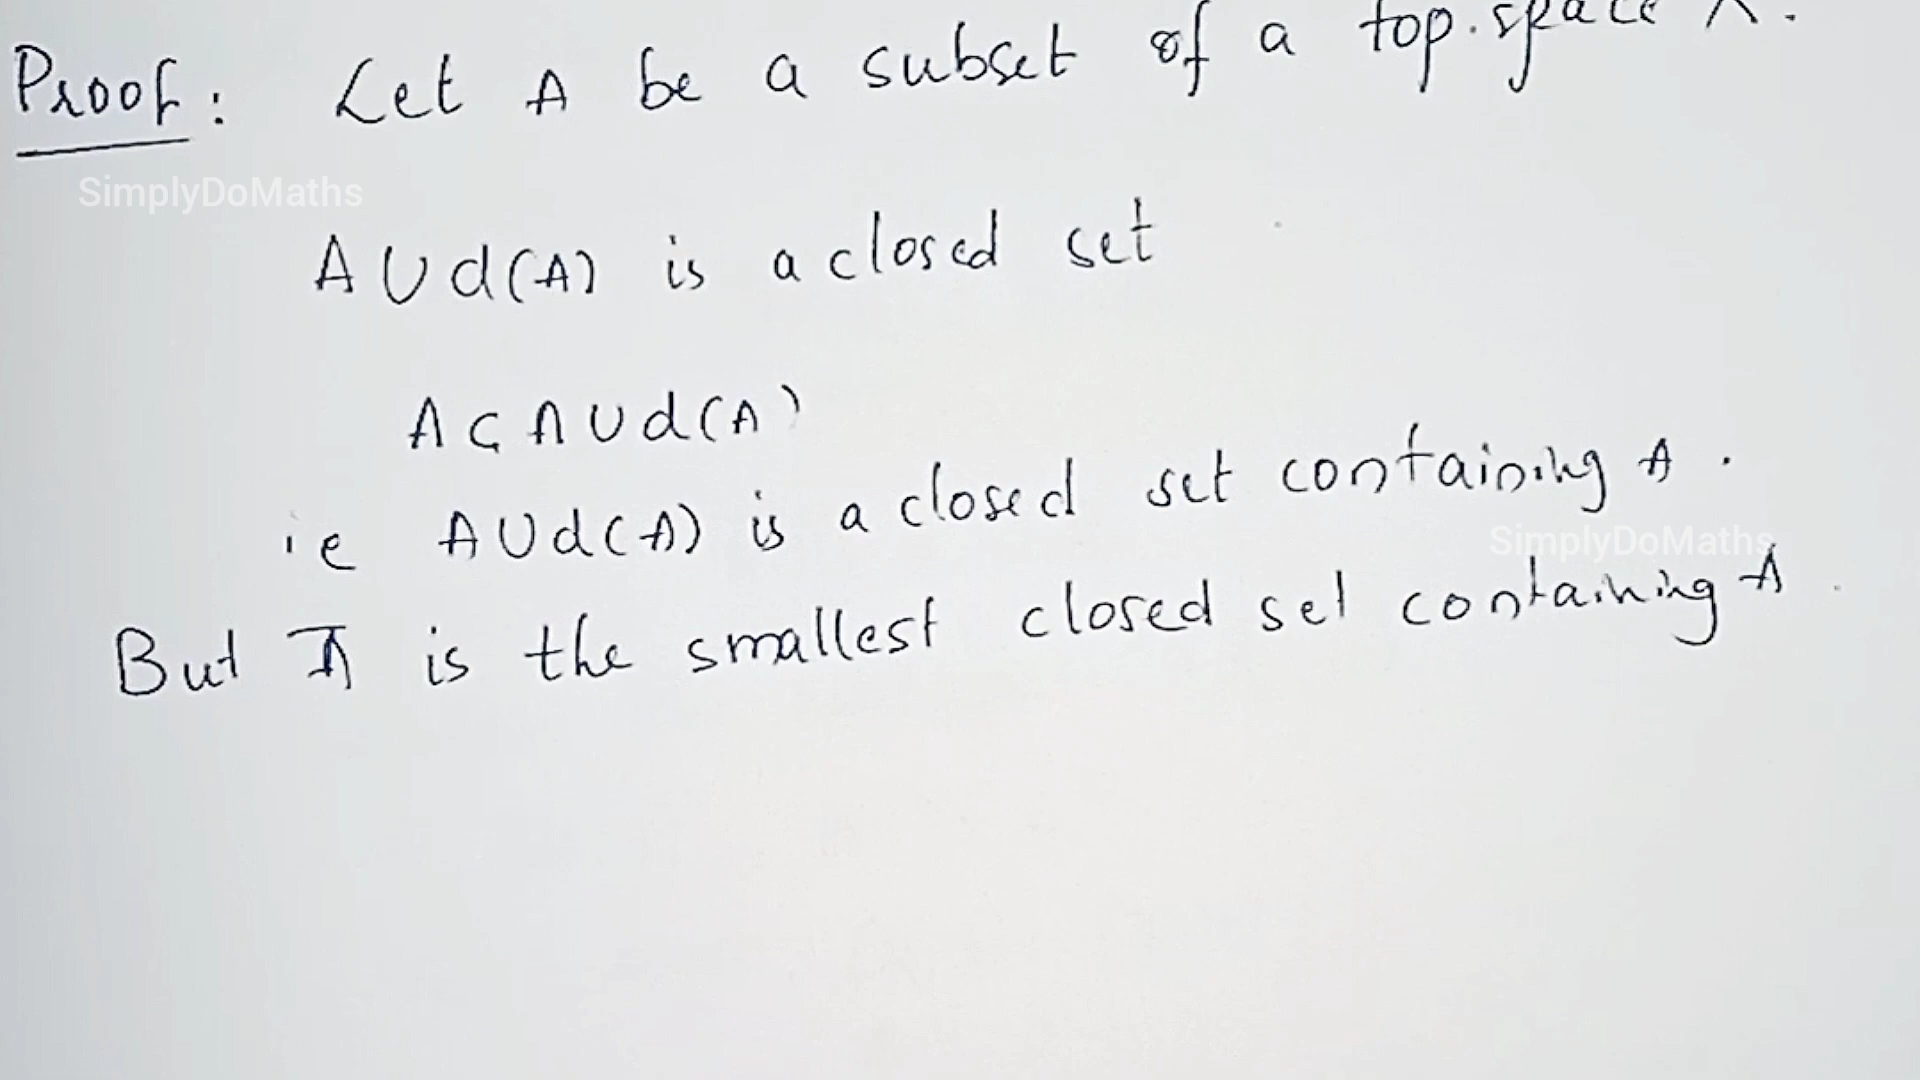 Proof: Let A be a subset of a top. space X.
SimplyDoMaths
A ∪ d(A) is a closed set
A ⊂ A ∪ d(A)
ie A ∪ d(A) is a closed set containing A.
SimplyDoMaths
But A̅ is the smallest closed set containing A.